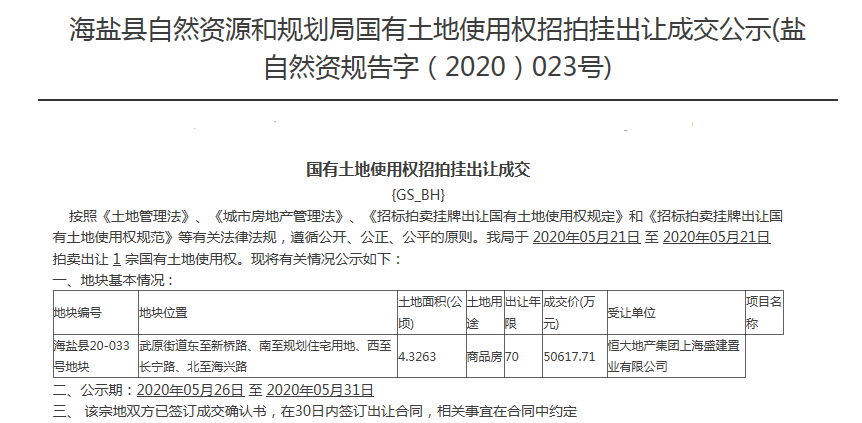 海盐县自然资源和规划局国有土地使用权招拍挂出让成交公示(盐
自然资规告字（2020）023号)
国有土地使用权招拍挂出让成交
{GS_BH}
按照《土地管理法》、《城市房地产管理法》、《招标拍卖挂牌出让国有土地使用权规定》和《招标拍卖挂牌出让国
有土地使用权规范》等有关法律法规，遵循公开、公正、公平的原则。我局于 2020年05月21日 至 2020年05月21日
拍卖出让 1 宗国有土地使用权。现将有关情况公示如下：
一、地块基本情况：
地块编号 地块位置 土地面积(公顷) 土地用途 出让年限 成交价(万元) 受让单位 项目名称
海盐县20-033 武原街道东至新桥路、南至规划住宅用地、西至 4.3263 商品房 70 50617.71 恒大地产集团上海盛建置
号地块 长宁路、北至海兴路 业有限公司
二、公示期：2020年05月26日 至 2020年05月31日
三、 该宗地双方已签订成交确认书，在30日内签订出让合同，相关事宜在合同中约定